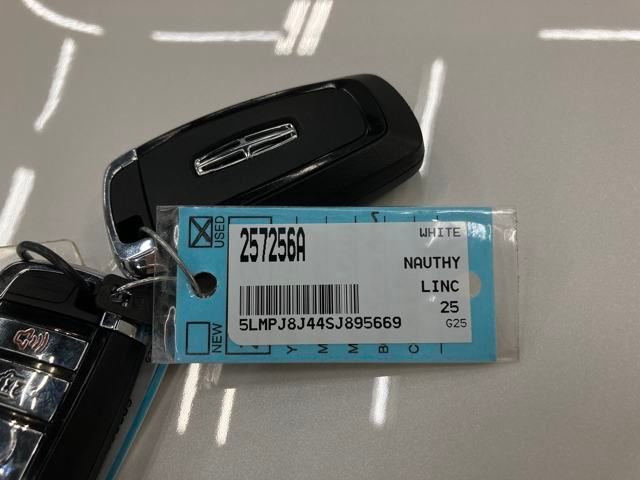 USED
257256A
WHITE
NAUTHY
LINC
25
5LMPJ8J44SJ895669
G25
NEW
Y
M
M
B
C